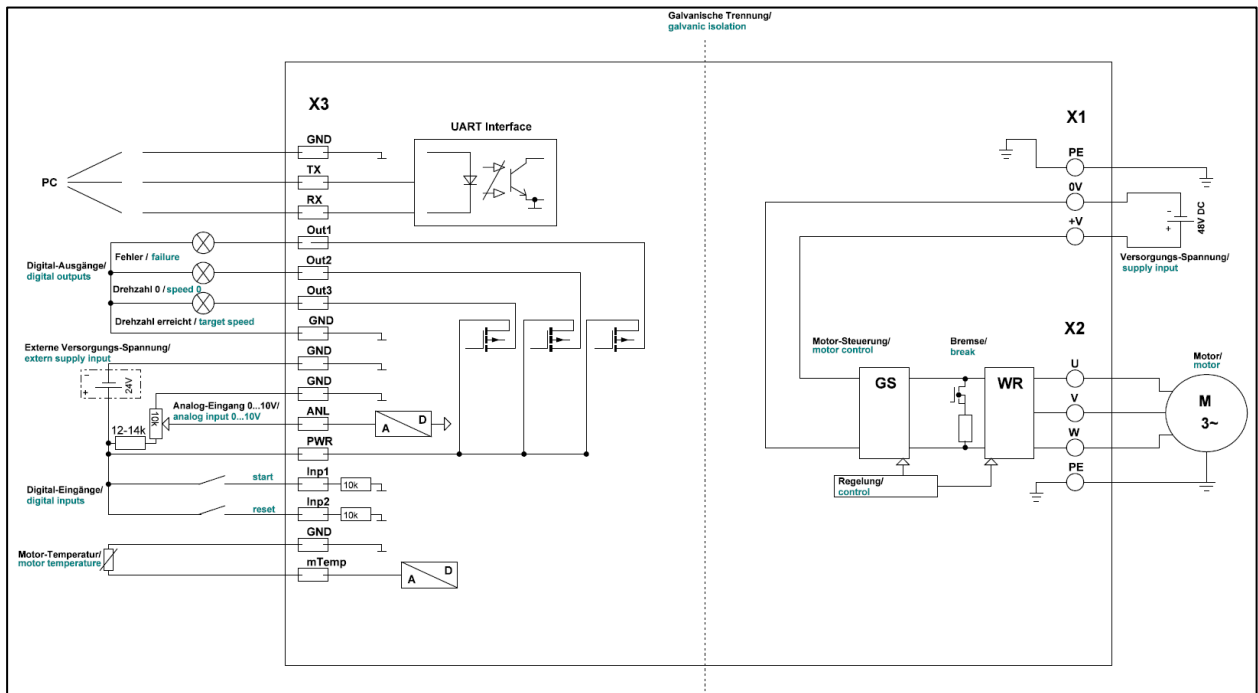 Galvanische Trennung/
galvanic isolation
X3
GND
TX
RX
Out1
Out2
Out3
GND
GND
GND
ANL
PWR
Inp1
Inp2
GND
mTemp
UART Interface
PC
Fehler / failure
Digital-Ausgänge/
digital outputs
Drehzahl 0 / speed 0
Drehzahl erreicht / target speed
Externe Versorgungs-Spannung/
extern supply input
-
+
24V
10k
Analog-Eingang 0...10V/
analog input 0...10V
12-14k
A
D
start
10k
Digital-Eingänge/
digital inputs
reset
10k
Motor-Temperatur/
motor temperature
A
D
X1
PE
0V
+V
-
+
48V DC
Versorgungs-Spannung/
supply input
X2
Motor-Steuerung/
motor control
Bremse/
break
GS
WR
Regelung/
control
U
V
W
PE
Motor/
motor
M
3~